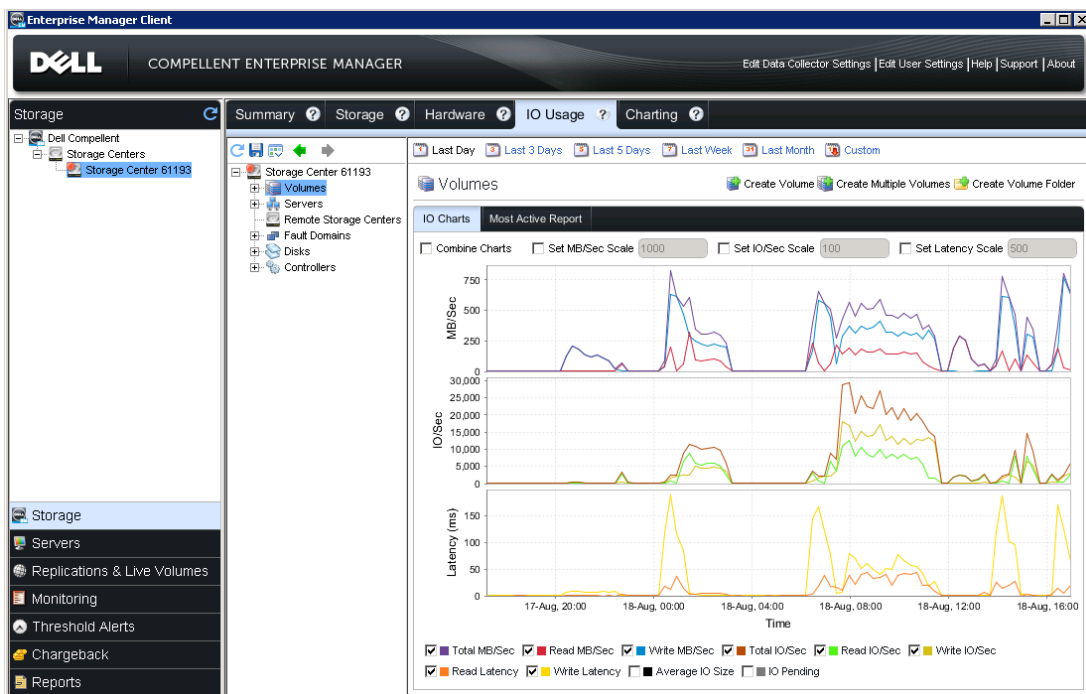 Enterprise Manager Client
DELL COMPELLENT ENTERPRISE MANAGER
Edit Data Collector Settings | Edit User Settings | Help | Support | About
Storage
Dell Compellent
Storage Centers
Storage Center 61193
Storage
Servers
Replications & Live Volumes
Monitoring
Threshold Alerts
Chargeback
Reports
Summary ? Storage ? Hardware ? IO Usage ? Charting ?
Storage Center 61193
Volumes
Servers
Remote Storage Centers
Fault Domains
Disks
Controllers
Last Day Last 3 Days Last 5 Days Last Week Last Month Custom
Volumes
Create Volume Create Multiple Volumes Create Volume Folder
IO Charts Most Active Report
Combine Charts Set MB/Sec Scale 1000 Set IO/Sec Scale 100 Set Latency Scale 500
MB/Sec
750
500
250
0
IO/Sec
30,000
25,000
20,000
15,000
10,000
5,000
0
Latency (ms)
150
100
50
0
17-Aug, 20:00 18-Aug, 00:00 18-Aug, 04:00 18-Aug, 08:00 18-Aug, 12:00 18-Aug, 16:00
Time
Total MB/Sec Read MB/Sec Write MB/Sec Total IO/Sec Read IO/Sec Write IO/Sec
Read Latency Write Latency Average IO Size IO Pending